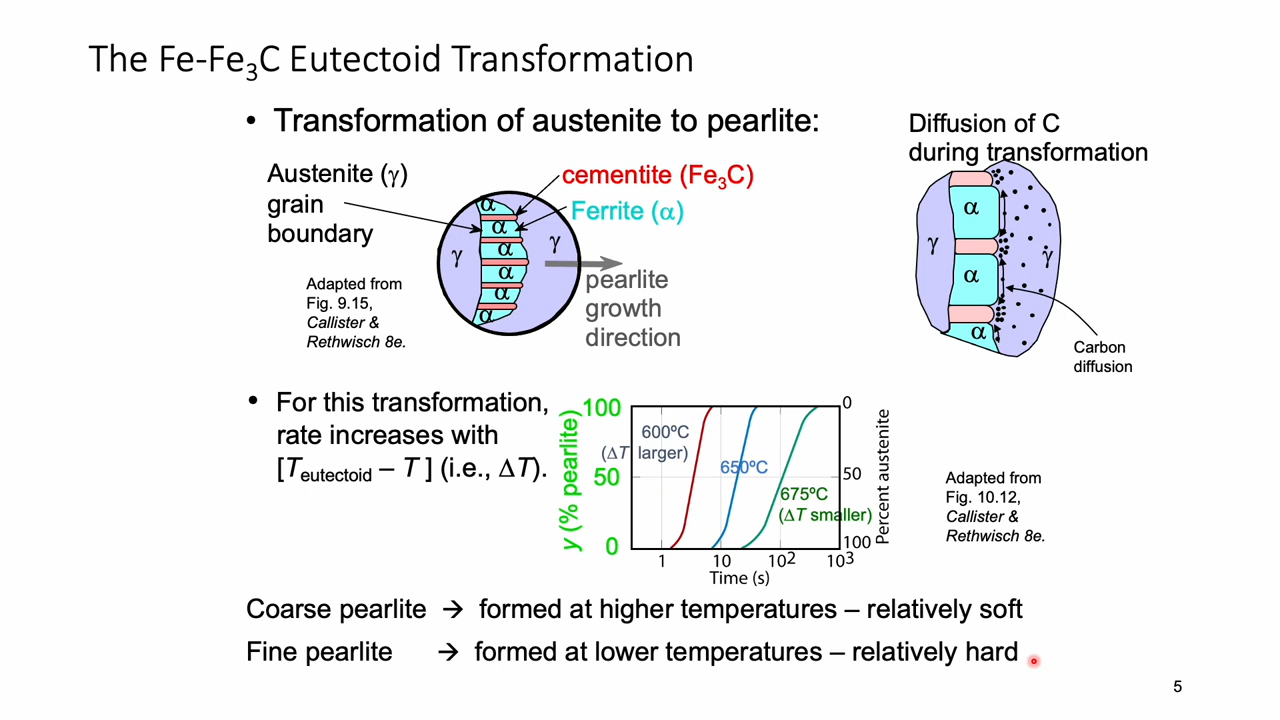 The Fe-Fe3C Eutectoid Transformation
• Transformation of austenite to pearlite:
Austenite (γ)
grain
boundary
cementite (Fe3C)
Ferrite (α)
α
α
α
α
α
α
γ
γ
pearlite
growth
direction
Adapted from
Fig. 9.15,
Callister &
Rethwisch 8e.
Diffusion of C
during transformation
α
α
α
γ
γ
Carbon
diffusion
• For this transformation,
rate increases with
[Teutectoid – T ] (i.e., ΔT).
y (% pearlite)
100
50
0
600ºC
(ΔT larger)
650ºC
675ºC
(ΔT smaller)
0
50
100
Percent austenite
1
10
102
103
Time (s)
Adapted from
Fig. 10.12,
Callister &
Rethwisch 8e.
Coarse pearlite → formed at higher temperatures – relatively soft
Fine pearlite → formed at lower temperatures – relatively hard
5